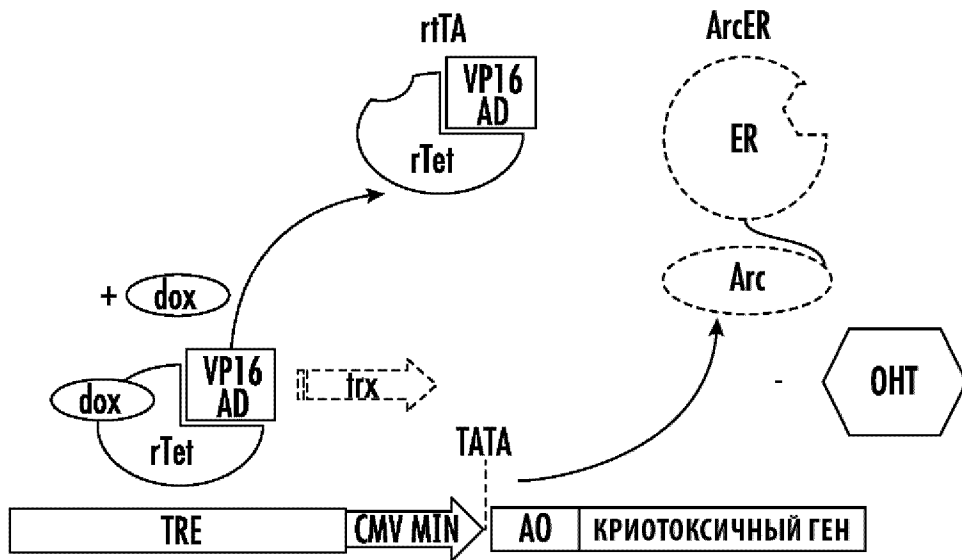 rtTA
VP16
AD
rTet
ArcER
ER
Arc
+ dox
dox
VP16
AD
rTet
trx
- OHT
TATA
TRE
CMV MIN
AO
КРИОТОКСИЧНЫЙ ГЕН